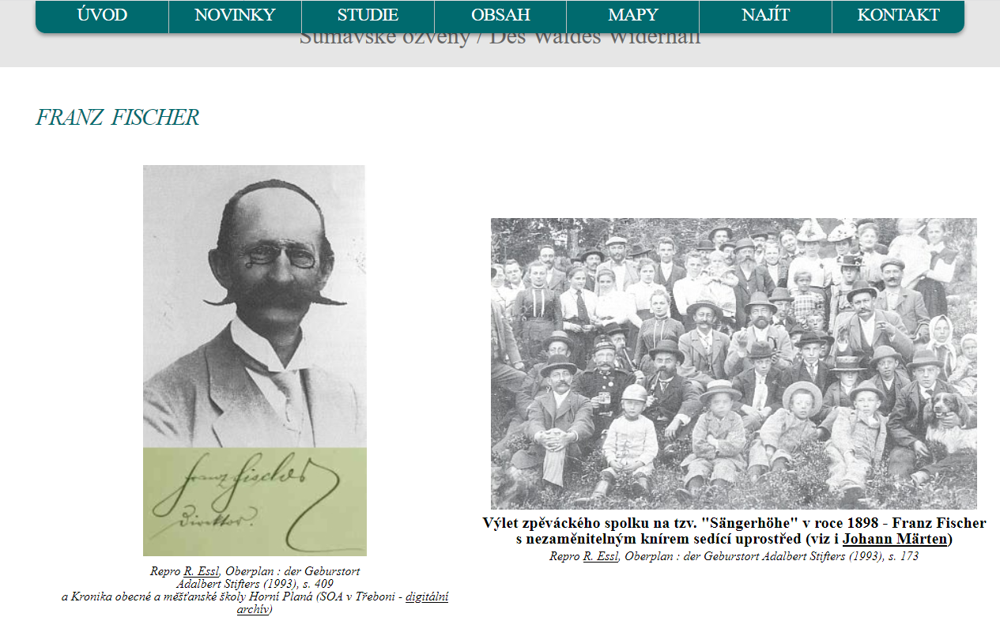 ÚVOD NOVINKY STUDIE OBSAH MAPY NAJÍT KONTAKT
Šumavské ozvěny / Des Waldes Widerhall
FRANZ FISCHER
Franz Fischer
Direktor.
Repro R. Essl, Oberplan : der Geburstort
Adalbert Stifters (1993), s. 409
a Kronika obecné a měšťanské školy Horní Planá (SOA v Třeboni - digitální
archív)
Výlet zpěváckého spolku na tzv. "Sängerhöhe" v roce 1898 - Franz Fischer
s nezaměnitelným knírem sedící uprostřed (viz i Johann Märten)
Repro R. Essl, Oberplan : der Geburstort Adalbert Stifters (1993), s. 173